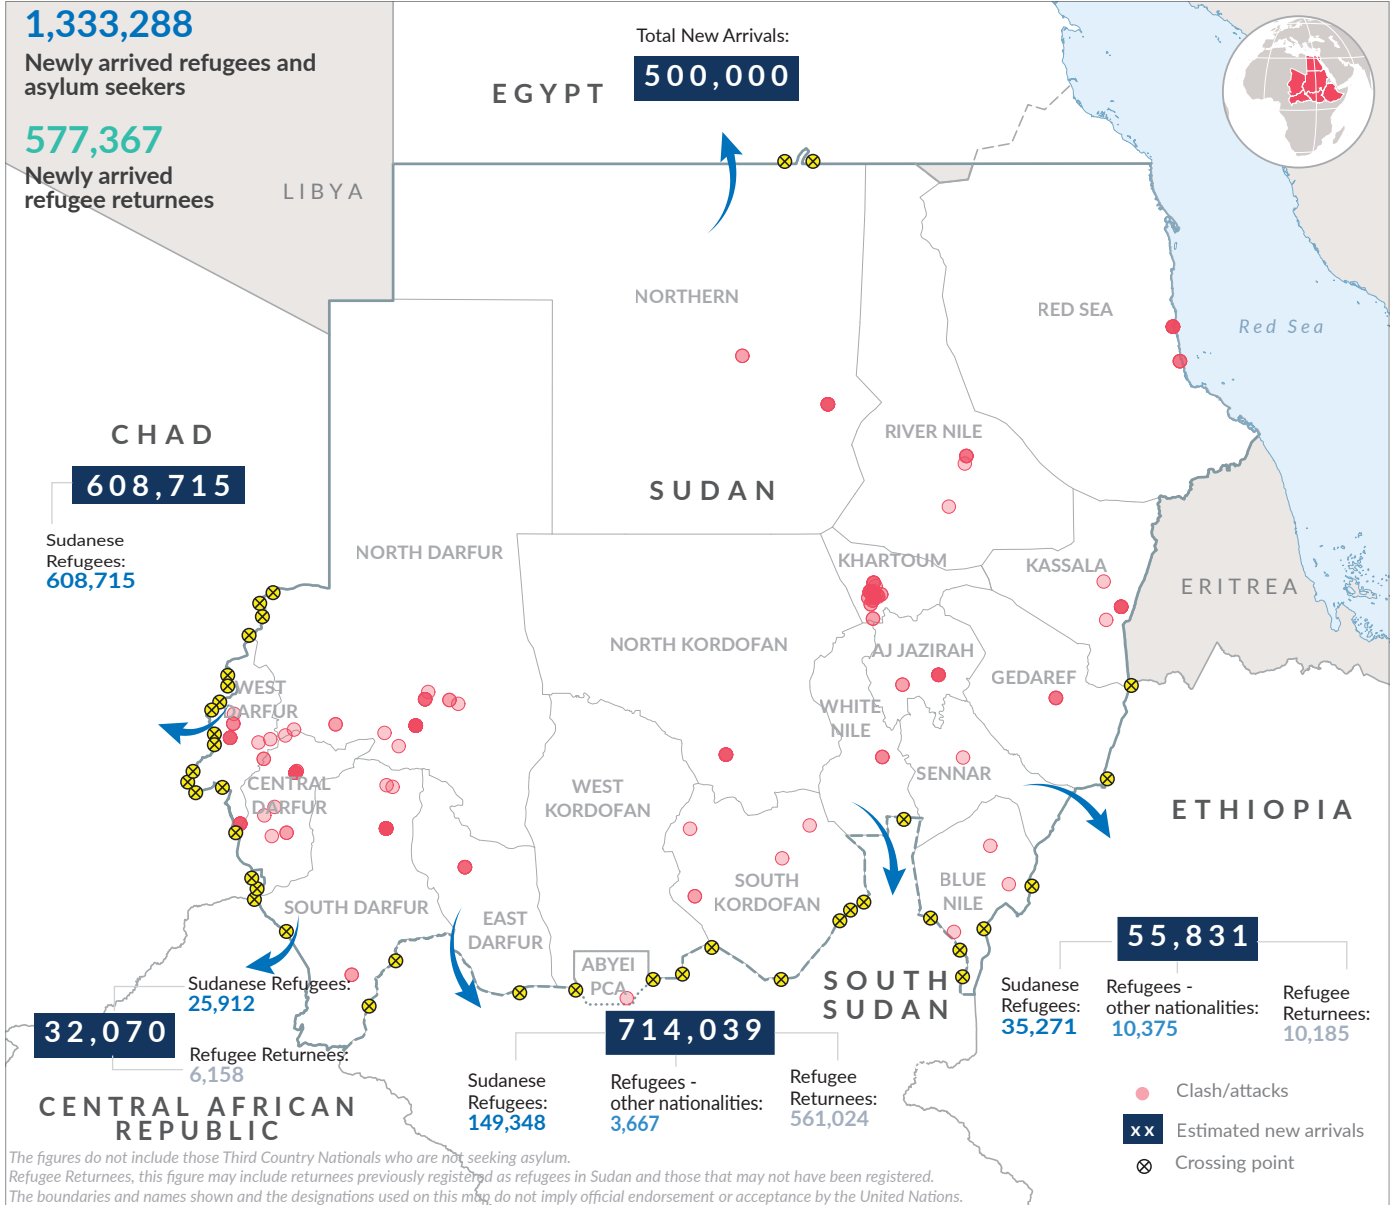 1,333,288
Newly arrived refugees and
asylum seekers
577,367
Newly arrived
refugee returnees
LIBYA
EGYPT
Total New Arrivals:
500,000
NORTHERN
RED SEA
Red Sea
RIVER NILE
CHAD
608,715
Sudanese
Refugees:
608,715
SUDAN
NORTH DARFUR
KHARTOUM
KASSALA
ERITREA
NORTH KORDOFAN
AJ JAZIRAH
GEDAREF
WEST
DARFUR
WHITE
NILE
SENNAR
CENTRAL
DARFUR
WEST
KORDOFAN
ETHIOPIA
SOUTH
KORDOFAN
BLUE
NILE
SOUTH DARFUR
EAST
DARFUR
ABYEI
PCA
SOUTH
SUDAN
55,831
Sudanese
Refugees:
35,271
Refugees -
other nationalities:
10,375
Refugee
Returnees:
10,185
Sudanese Refugees:
25,912
32,070
Refugee Returnees:
6,158
CENTRAL AFRICAN
REPUBLIC
714,039
Sudanese
Refugees:
149,348
Refugees -
other nationalities:
3,667
Refugee
Returnees:
561,024
Clash/attacks
xx Estimated new arrivals
Crossing point
The figures do not include those Third Country Nationals who are not seeking asylum.
Refugee Returnees, this figure may include returnees previously registered as refugees in Sudan and those that may not have been registered.
The boundaries and names shown and the designations used on this map do not imply official endorsement or acceptance by the United Nations.